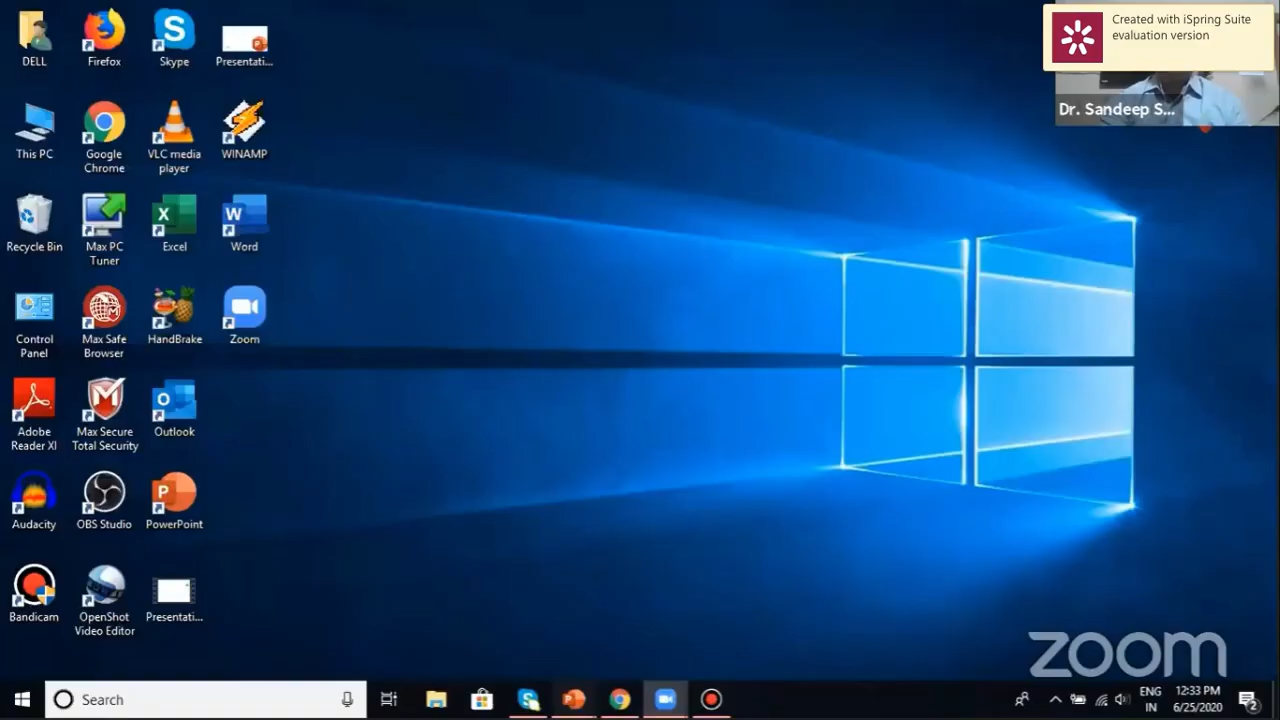 DELL
Firefox
Skype
Presentati...
This PC
Google
Chrome
VLC media
player
WINAMP
Recycle Bin
Max PC
Tuner
Excel
Word
Control
Panel
Max Safe
Browser
HandBrake
Zoom
Adobe
Reader XI
Max Secure
Total Security
Outlook
Audacity
OBS Studio
PowerPoint
Bandicam
OpenShot
Video Editor
Presentati...
Created with iSpring Suite
evaluation version
Dr. Sandeep S...
zoom
Search
ENG
IN
12:33 PM
6/25/2020
2